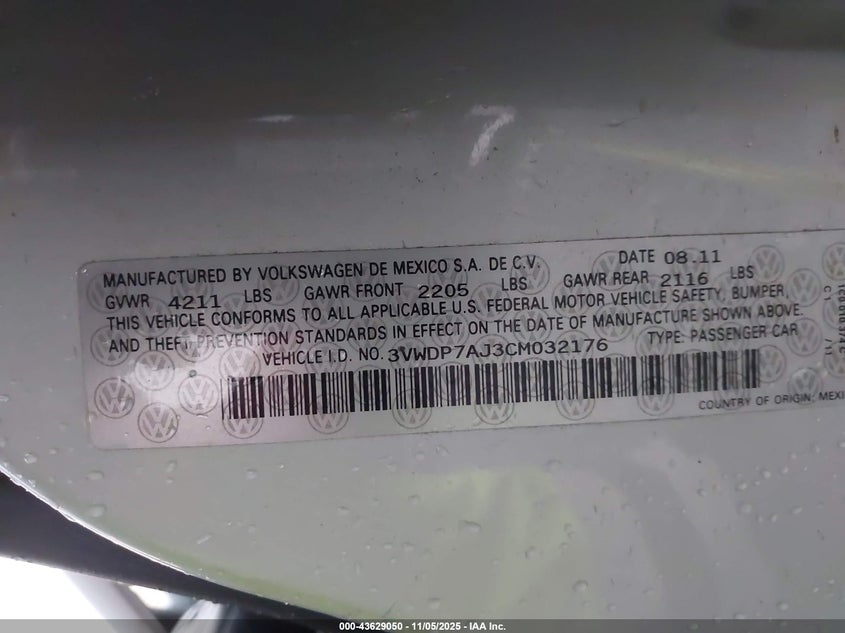 7
MANUFACTURED BY VOLKSWAGEN DE MEXICO S.A. DE C.V. DATE 08.11
GVWR 4211 LBS GAWR FRONT 2205 LBS GAWR REAR 2116 LBS
THIS VEHICLE CONFORMS TO ALL APPLICABLE U.S. FEDERAL MOTOR VEHICLE SAFETY, BUMPER,
AND THEFT PREVENTION STANDARDS IN EFFECT ON THE DATE OF MANUFACTURE SHOWN ABOVE.
VEHICLE I.D. NO. 3VWDP7AJ3CM032176 TYPE: PASSENGER CAR
COUNTRY OF ORIGIN: MEXI
000-43629050 - 11/05/2025 - IAA Inc.